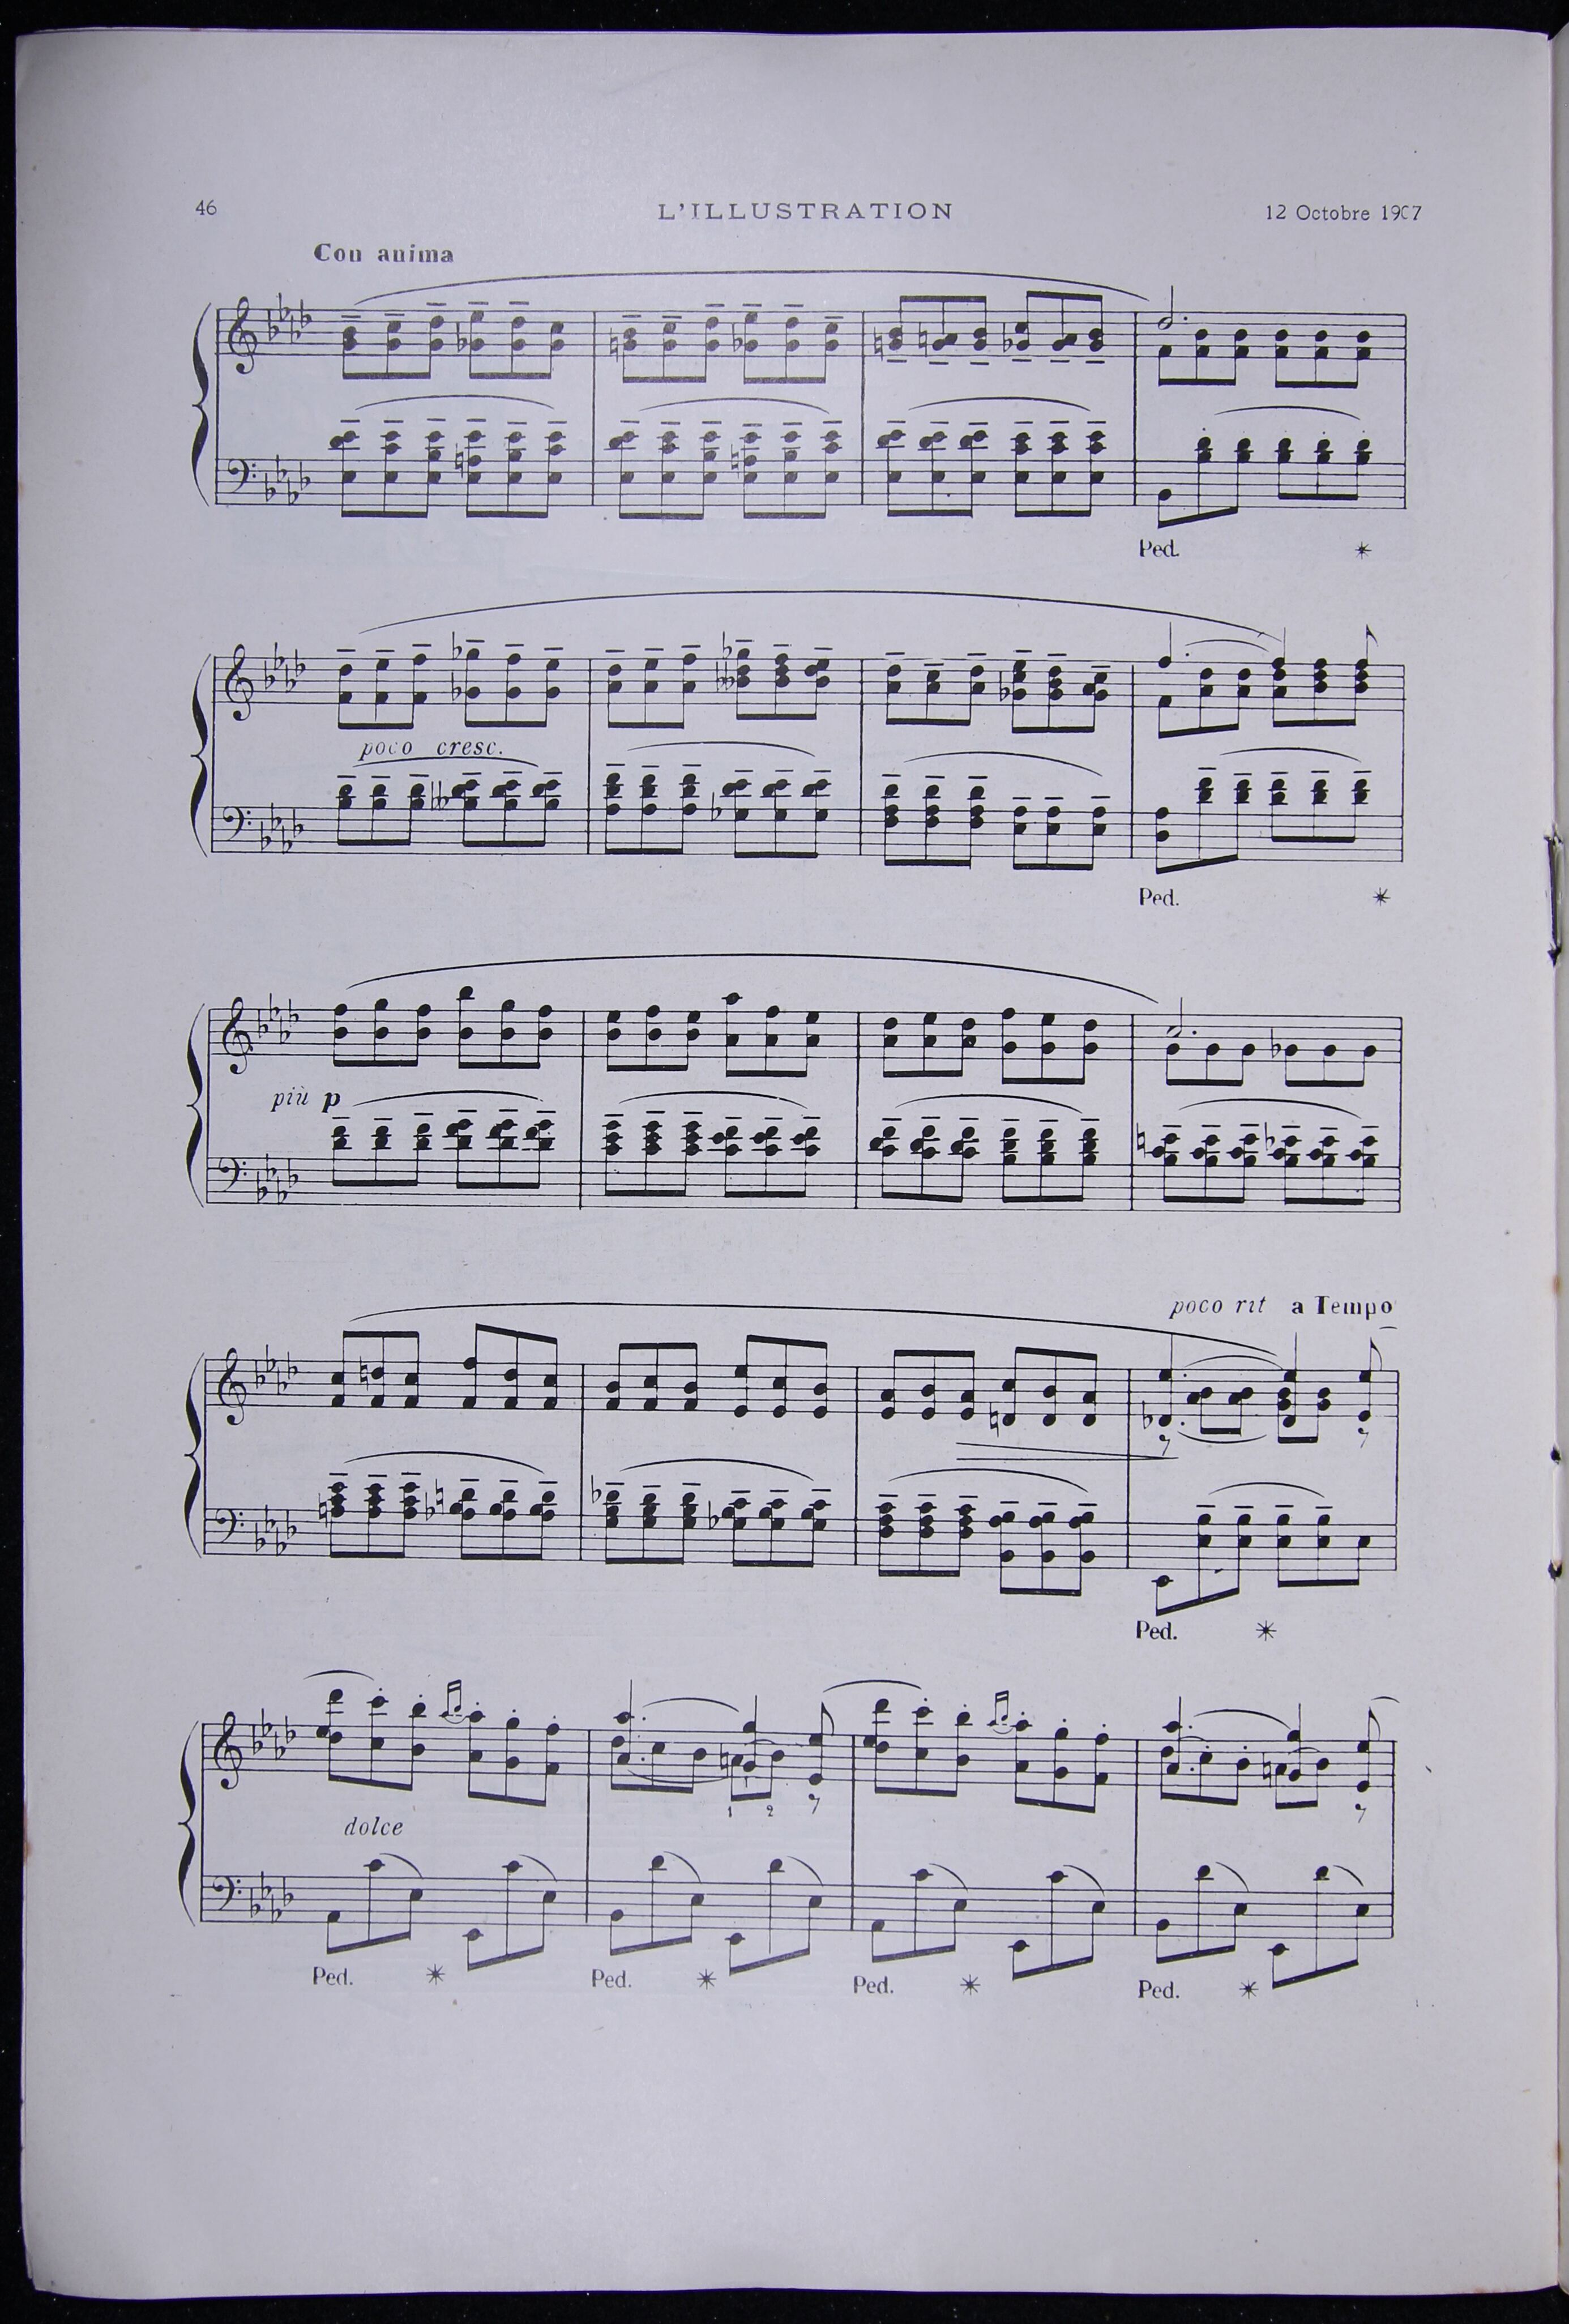 46 L'ILLUSTRATION 12 Octobre 1907
Con anima
Ped.
poco cresc.
Ped.
più p
poco rit a Tempo
Ped.
1 2
dolce
Ped. Ped. Ped. Ped.